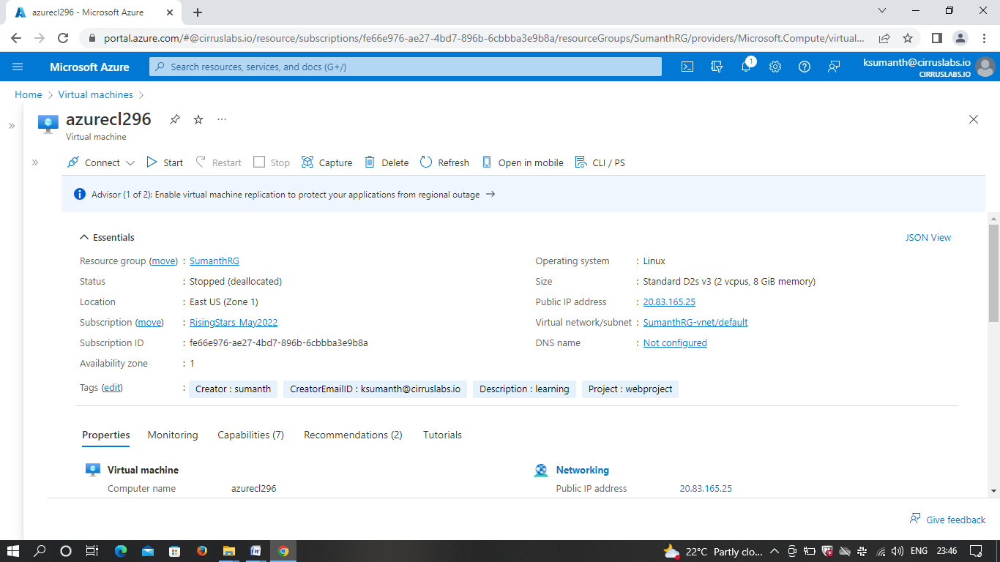 azurecl296 - Microsoft Azure
portal.azure.com/#@cirruslabs.io/resource/subscriptions/fe66e976-ae27-4bd7-896b-6cbbba3e9b8a/resourceGroups/SumanthRG/providers/Microsoft.Compute/virtual...
Microsoft Azure
Search resources, services, and docs (G+/)
1
ksumanth@cirruslabs.io
CIRRUSLABS.IO
Home > Virtual machines >
azurecl296
Virtual machine
Connect Start Restart Stop Capture Delete Refresh Open in mobile CLI / PS
Advisor (1 of 2): Enable virtual machine replication to protect your applications from regional outage →
Essentials
JSON View
Resource group (move) : SumanthRG
Status : Stopped (deallocated)
Location : East US (Zone 1)
Subscription (move) : RisingStars_May2022
Subscription ID : fe66e976-ae27-4bd7-896b-6cbbba3e9b8a
Availability zone : 1
Operating system : Linux
Size : Standard D2s v3 (2 vcpus, 8 GiB memory)
Public IP address : 20.83.165.25
Virtual network/subnet : SumanthRG-vnet/default
DNS name : Not configured
Tags (edit) : Creator : sumanth CreatorEmailID : ksumanth@cirruslabs.io Description : learning Project : webproject
Properties Monitoring Capabilities (7) Recommendations (2) Tutorials
Virtual machine
Computer name azurecl296
Networking
Public IP address 20.83.165.25
Give feedback
22°C Partly clo... ENG 23:46